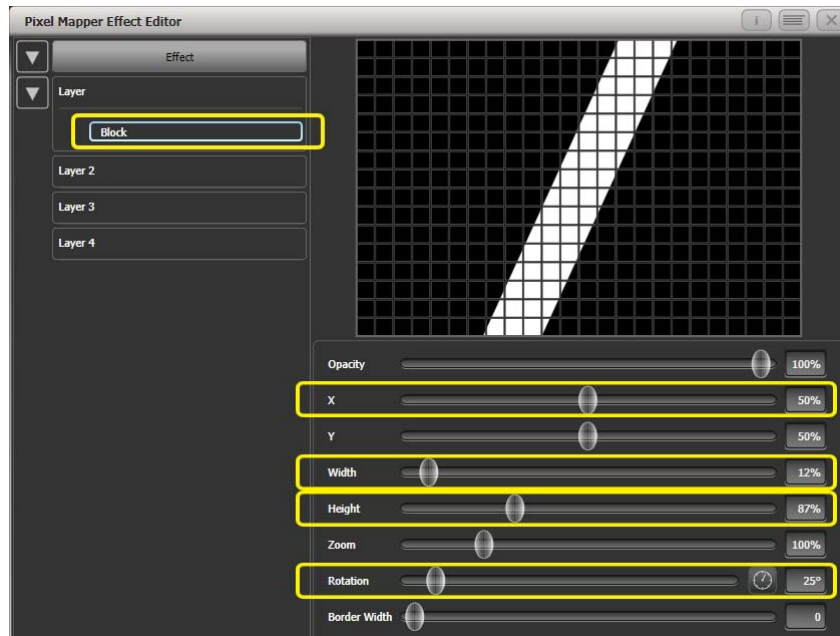 Pixel Mapper Effect Editor
Effect
Layer
Block
Layer 2
Layer 3
Layer 4
Opacity 100%
X 50%
Y 50%
Width 12%
Height 87%
Zoom 100%
Rotation 25°
Border Width 0